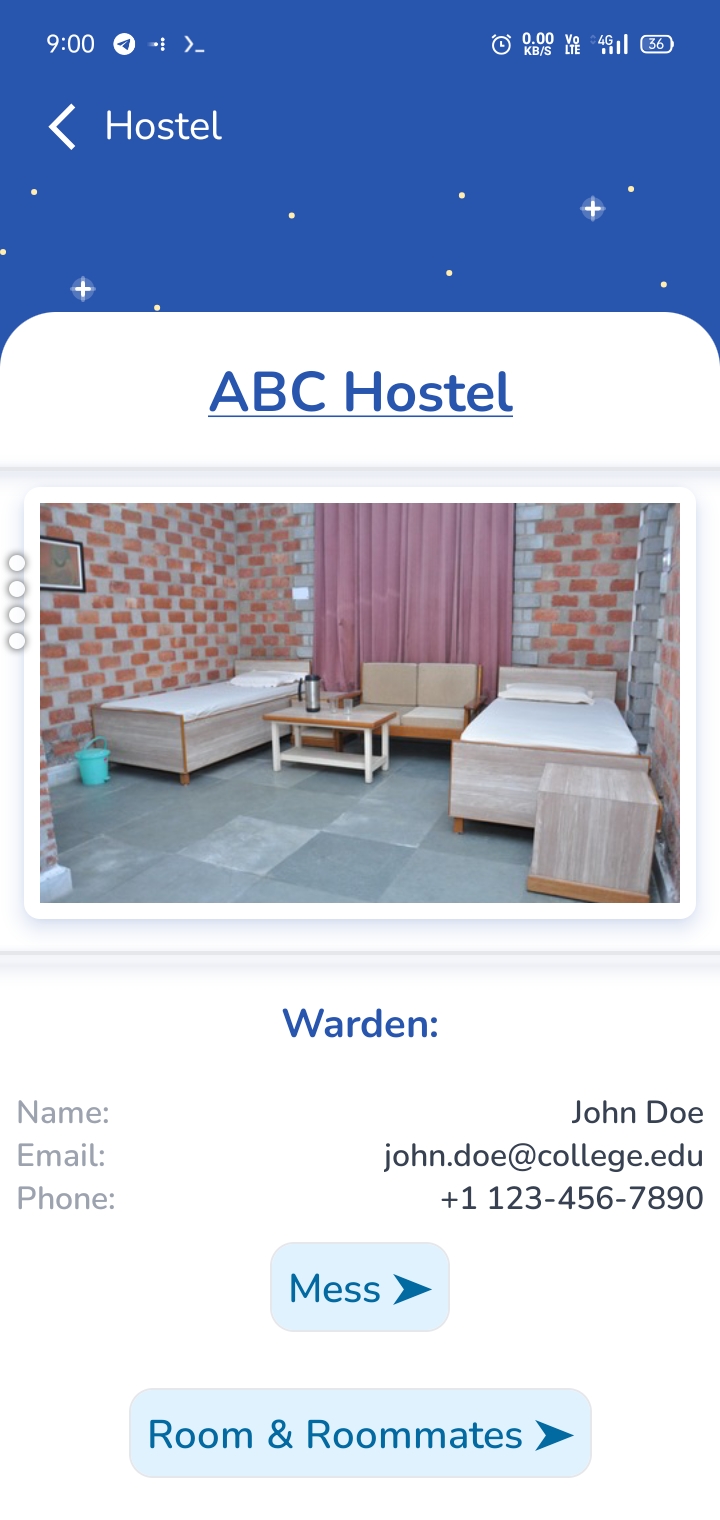 9:00 0.00 KB/S Vo LTE 4G 36
Hostel
ABC Hostel
Warden:
Name: John Doe
Email: john.doe@college.edu
Phone: +1 123-456-7890
Mess
Room & Roommates